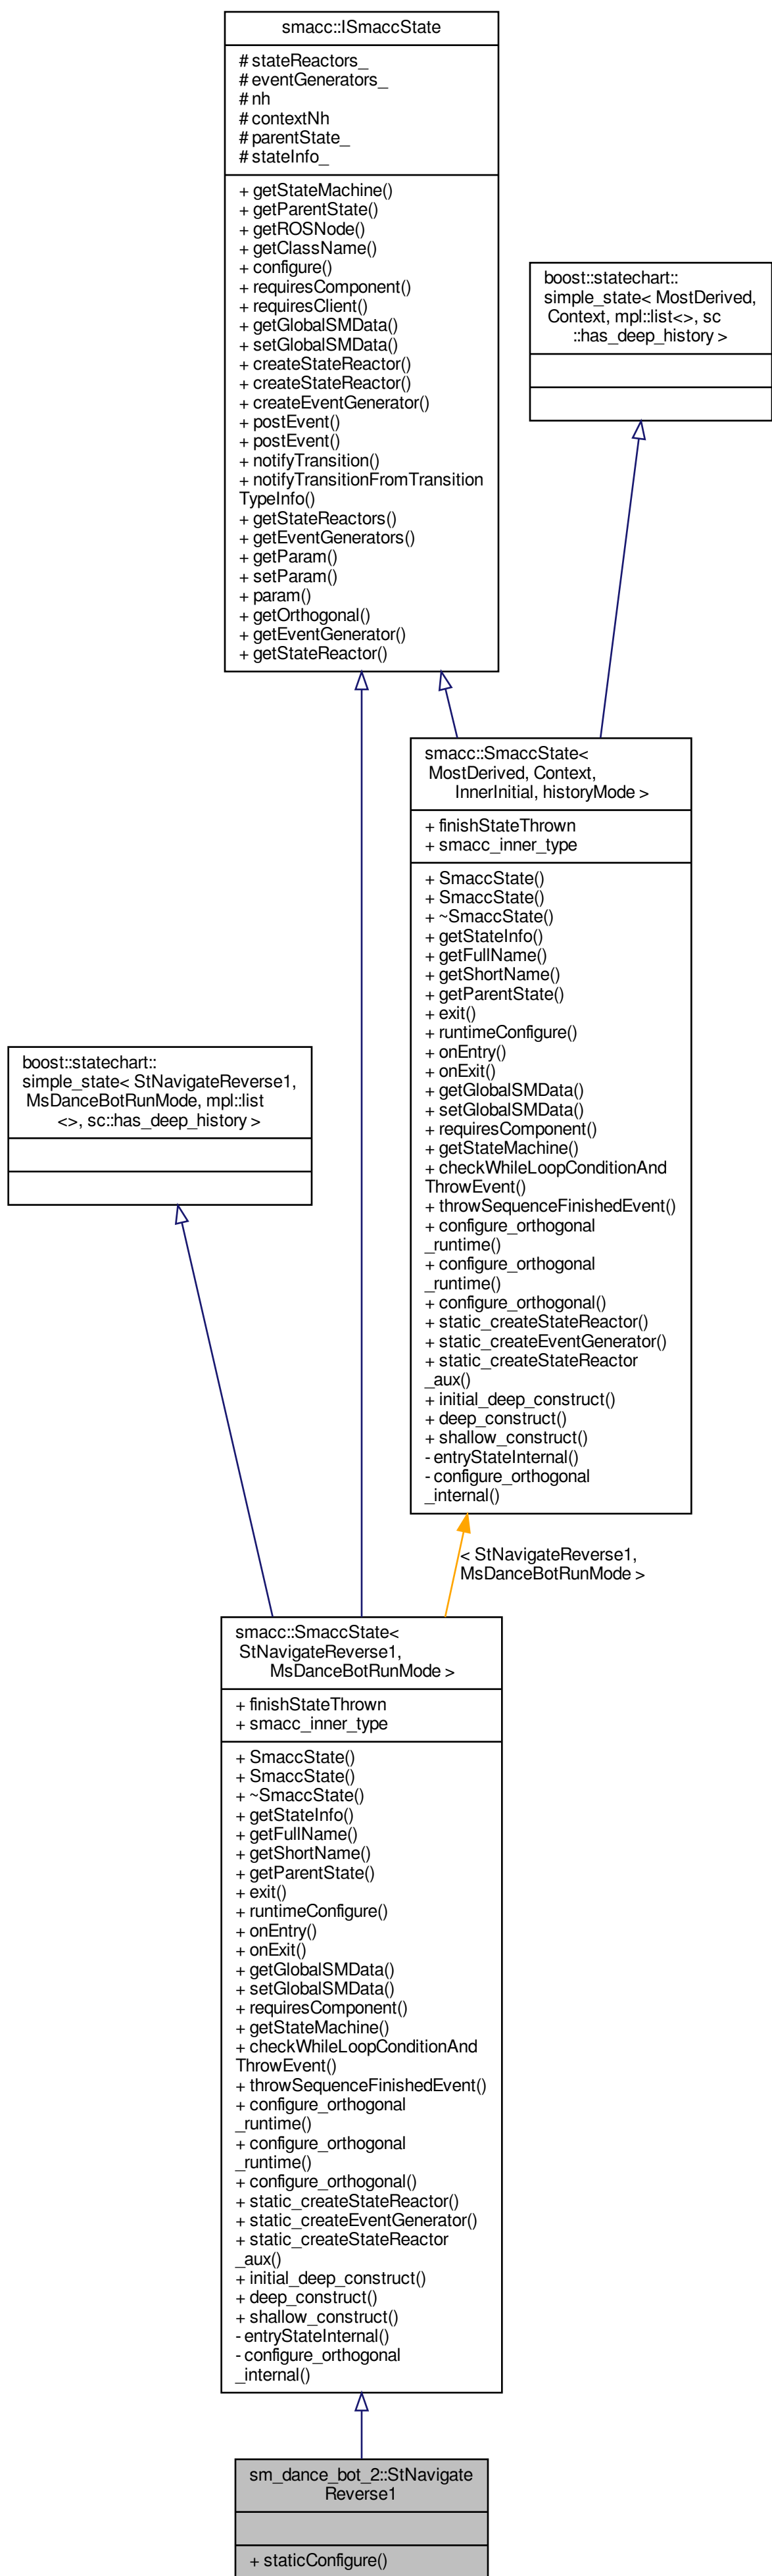 smacc::ISmaccState
# stateReactors_
# eventGenerators_
# nh
# contextNh
# parentState_
# stateInfo_
+ getStateMachine()
+ getParentState()
+ getROSNode()
+ getClassName()
+ configure()
+ requiresComponent()
+ requiresClient()
+ getGlobalSMData()
+ setGlobalSMData()
+ createStateReactor()
+ createStateReactor()
+ createEventGenerator()
+ postEvent()
+ postEvent()
+ notifyTransition()
+ notifyTransitionFromTransition
TypeInfo()
+ getStateReactors()
+ getEventGenerators()
+ getParam()
+ setParam()
+ param()
+ getOrthogonal()
+ getEventGenerator()
+ getStateReactor()
boost::statechart::
simple_state< MostDerived,
Context, mpl::list<>, sc
::has_deep_history >
smacc::SmaccState<
MostDerived, Context,
InnerInitial, historyMode >
+ finishStateThrown
+ smacc_inner_type
+ SmaccState()
+ SmaccState()
+ ~SmaccState()
+ getStateInfo()
+ getFullName()
+ getShortName()
+ getParentState()
+ exit()
+ runtimeConfigure()
+ onEntry()
+ onExit()
+ getGlobalSMData()
+ setGlobalSMData()
+ requiresComponent()
+ getStateMachine()
+ checkWhileLoopConditionAnd
ThrowEvent()
+ throwSequenceFinishedEvent()
+ configure_orthogonal
_runtime()
+ configure_orthogonal
_runtime()
+ configure_orthogonal()
+ static_createStateReactor()
+ static_createEventGenerator()
+ static_createStateReactor
_aux()
+ initial_deep_construct()
+ deep_construct()
+ shallow_construct()
- entryStateInternal()
- configure_orthogonal
_internal()
boost::statechart::
simple_state< StNavigateReverse1,
MsDanceBotRunMode, mpl::list
<>, sc::has_deep_history >
< StNavigateReverse1,
MsDanceBotRunMode >
smacc::SmaccState<
StNavigateReverse1,
MsDanceBotRunMode >
+ finishStateThrown
+ smacc_inner_type
+ SmaccState()
+ SmaccState()
+ ~SmaccState()
+ getStateInfo()
+ getFullName()
+ getShortName()
+ getParentState()
+ exit()
+ runtimeConfigure()
+ onEntry()
+ onExit()
+ getGlobalSMData()
+ setGlobalSMData()
+ requiresComponent()
+ getStateMachine()
+ checkWhileLoopConditionAnd
ThrowEvent()
+ throwSequenceFinishedEvent()
+ configure_orthogonal
_runtime()
+ configure_orthogonal
_runtime()
+ configure_orthogonal()
+ static_createStateReactor()
+ static_createEventGenerator()
+ static_createStateReactor
_aux()
+ initial_deep_construct()
+ deep_construct()
+ shallow_construct()
- entryStateInternal()
- configure_orthogonal
_internal()
sm_dance_bot_2::StNavigate
Reverse1
+ staticConfigure()